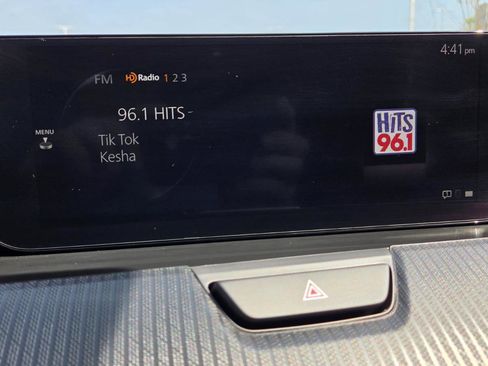 4:41 pm
FM HD Radio 1 2 3
96.1 HITS -
MENU
Tik Tok
Kesha
HiTS
96.1